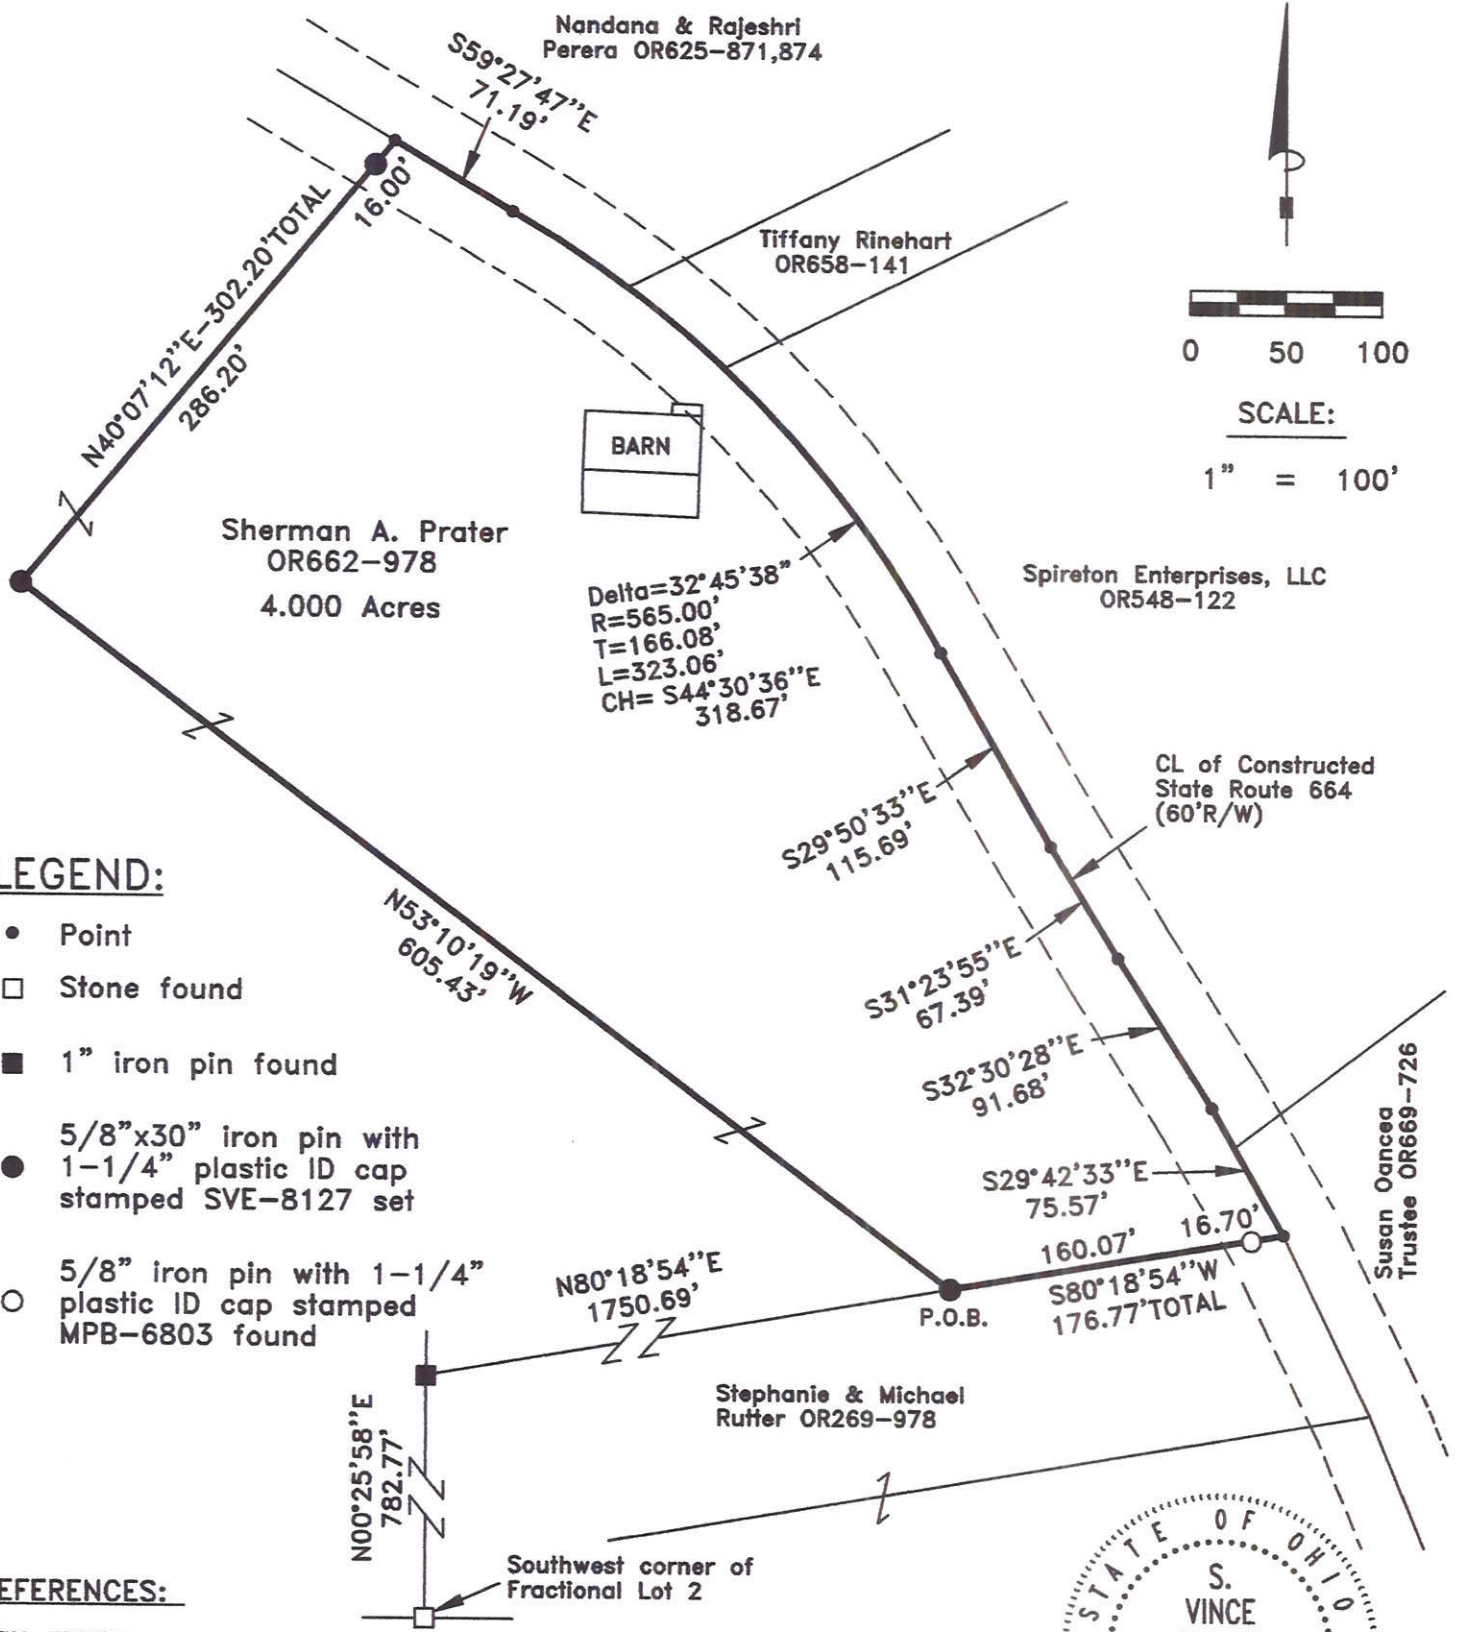 Nandana & Rajeshri
Perera OR625-871,874
S59°27'47''E
71.19'
16.00'
N40°07'12''E-302.20'TOTAL
286.20'
Tiffany Rinehart
OR658-141
0 50 100
SCALE:
1" = 100'
BARN
Sherman A. Prater
OR662-978
4.000 Acres
Delta=32°45'38"
R=565.00'
T=166.08'
L=323.06'
CH= S44°30'36''E
318.67'
Spireton Enterprises, LLC
OR548-122
CL of Constructed
State Route 664
(60'R/W)
S29°50'33''E
115.69'
LEGEND:
Point
Stone found
1" iron pin found
5/8"x30" iron pin with
1-1/4" plastic ID cap
stamped SVE-8127 set
5/8" iron pin with 1-1/4"
plastic ID cap stamped
MPB-6803 found
N53°10'19''W
605.43'
S31°23'55''E
67.39'
S32°30'28''E
91.68'
S29°42'33''E
75.57'
Susan Oancea
Trustee OR669-726
160.07' 16.70'
S80°18'54''W
176.77'TOTAL
P.O.B.
N80°18'54''E
1750.69'
Stephanie & Michael
Rutter OR269-978
N00°25'58''E
782.77'
Southwest corner of
Fractional Lot 2
EFERENCES:
STATE OF OHIO
S.
VINCE